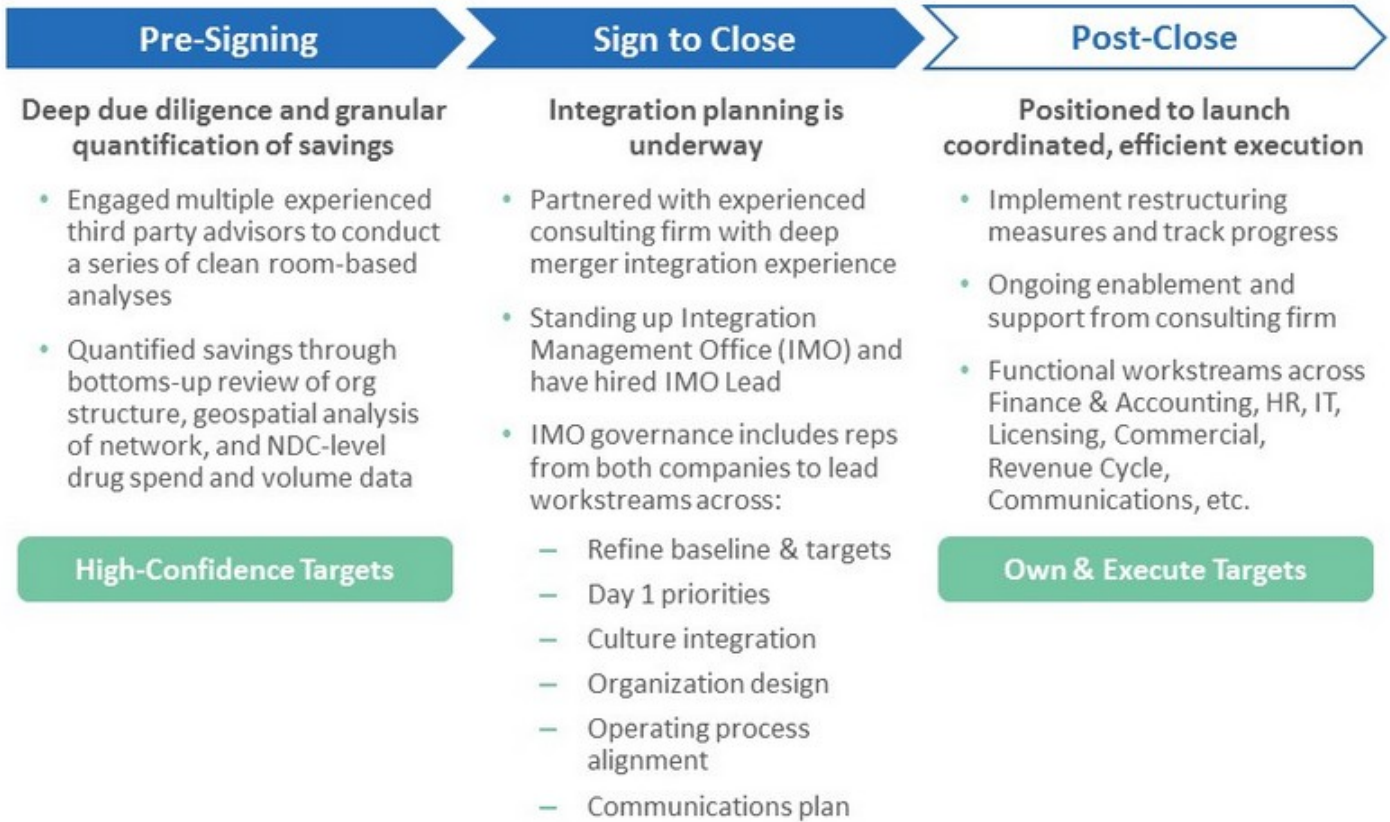 Pre-Signing
Deep due diligence and granular
quantification of savings
• Engaged multiple experienced
third party advisors to conduct
a series of clean room-based
analyses
• Quantified savings through
bottoms-up review of org
structure, geospatial analysis
of network, and NDC-level
drug spend and volume data
High-Confidence Targets
Sign to Close
Integration planning is
underway
• Partnered with experienced
consulting firm with deep
merger integration experience
• Standing up Integration
Management Office (IMO) and
have hired IMO Lead
• IMO governance includes reps
from both companies to lead
workstreams across:
– Refine baseline & targets
– Day 1 priorities
– Culture integration
– Organization design
– Operating process
alignment
– Communications plan
Post-Close
Positioned to launch
coordinated, efficient execution
• Implement restructuring
measures and track progress
• Ongoing enablement and
support from consulting firm
• Functional workstreams across
Finance & Accounting, HR, IT,
Licensing, Commercial,
Revenue Cycle,
Communications, etc.
Own & Execute Targets